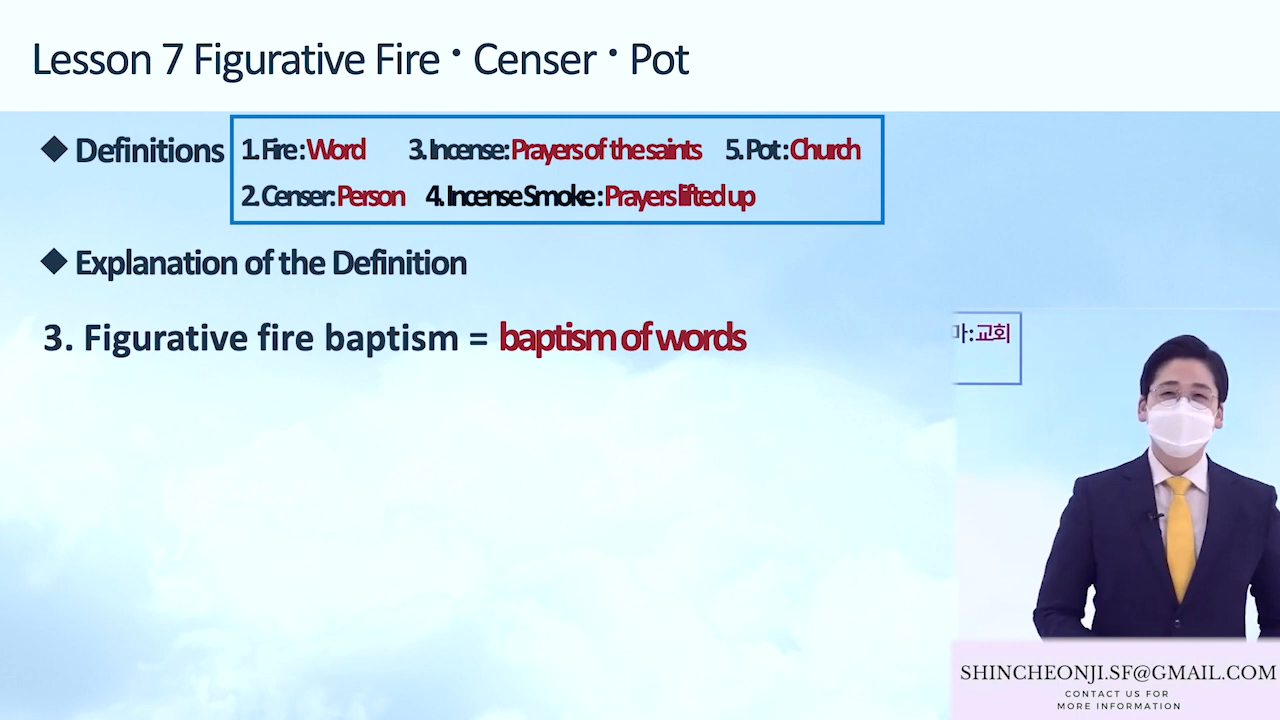 Lesson 7 Figurative Fire · Censer · Pot
◆ Definitions
1. Fire : Word 3. Incense: Prayers of the saints 5. Pot : Church
2. Censer: Person 4. Incense Smoke : Prayers lifted up
◆ Explanation of the Definition
3. Figurative fire baptism = baptism of words
마:교회
SHINCHEONJI.SF@GMAIL.COM
CONTACT US FOR
MORE INFORMATION